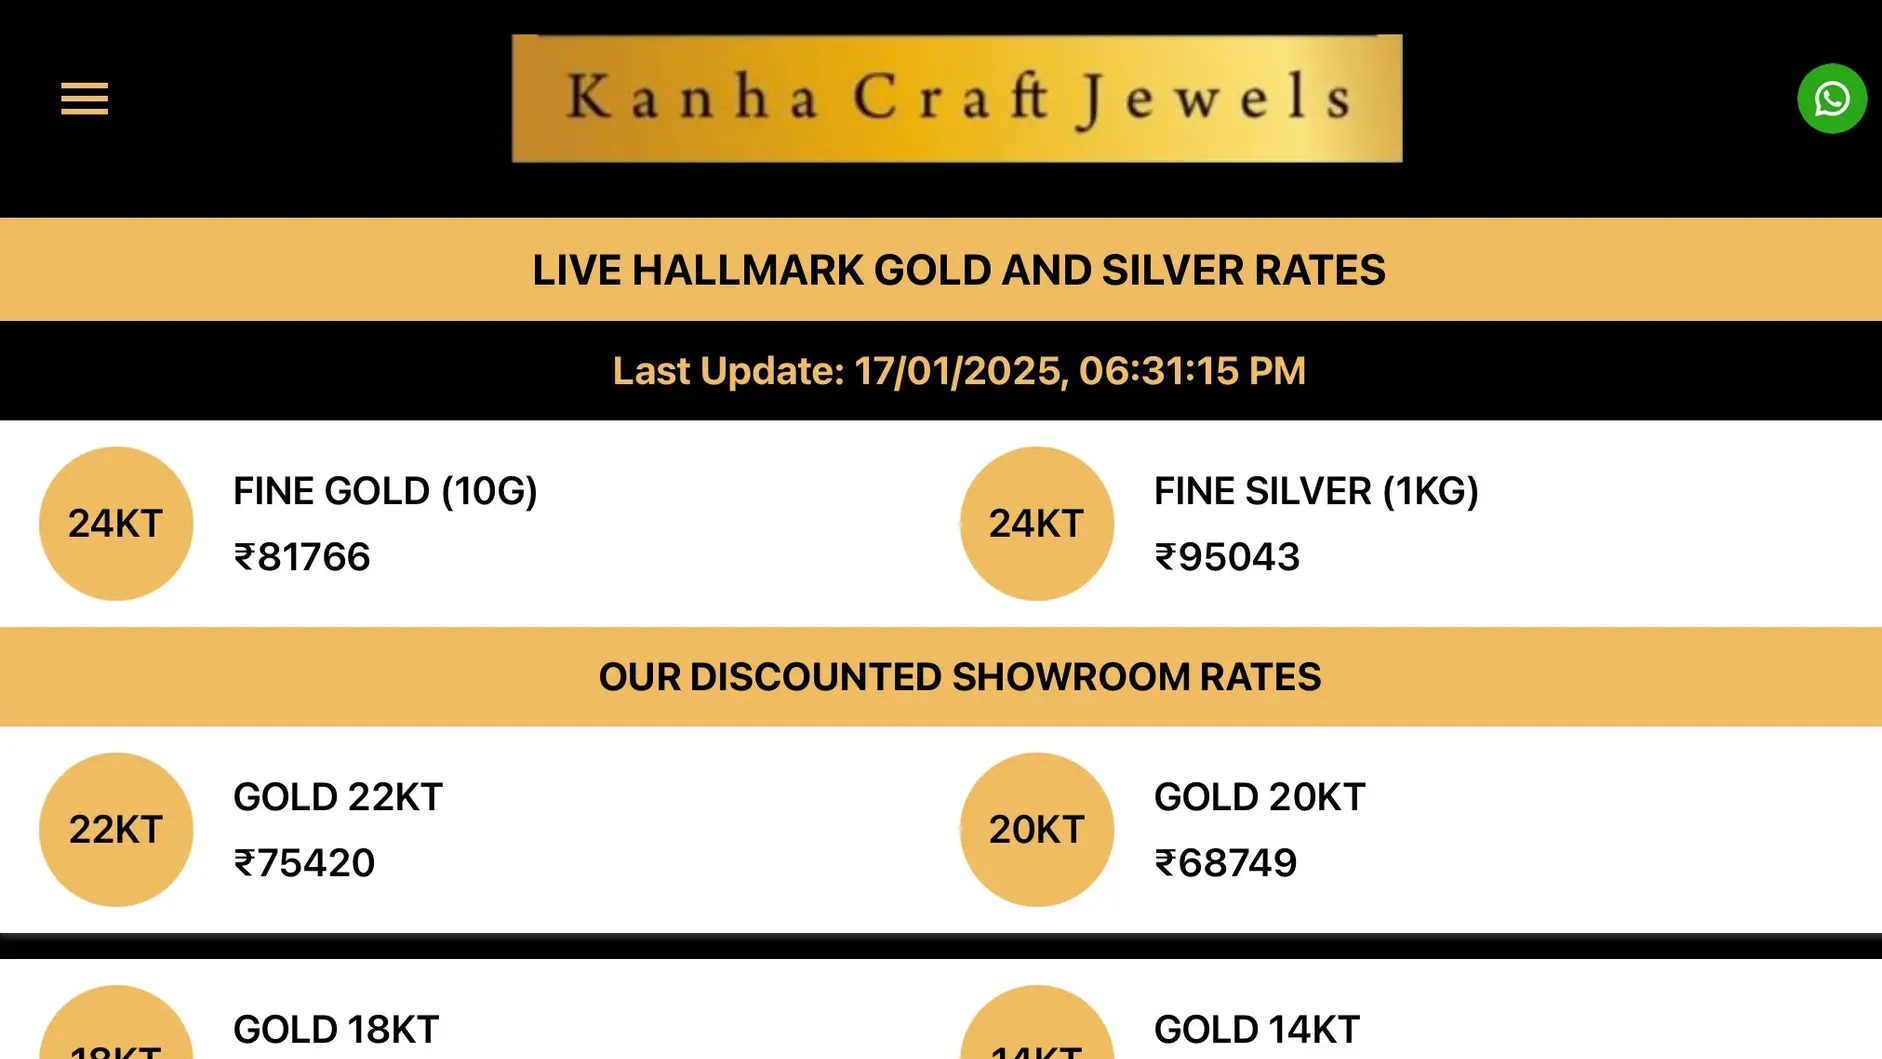 Kanha Craft Jewels
LIVE HALLMARK GOLD AND SILVER RATES
Last Update: 17/01/2025, 06:31:15 PM
24KT
FINE GOLD (10G)
₹81766
24KT
FINE SILVER (1KG)
₹95043
OUR DISCOUNTED SHOWROOM RATES
22KT
GOLD 22KT
₹75420
20KT
GOLD 20KT
₹68749
18KT
GOLD 18KT
14KT
GOLD 14KT